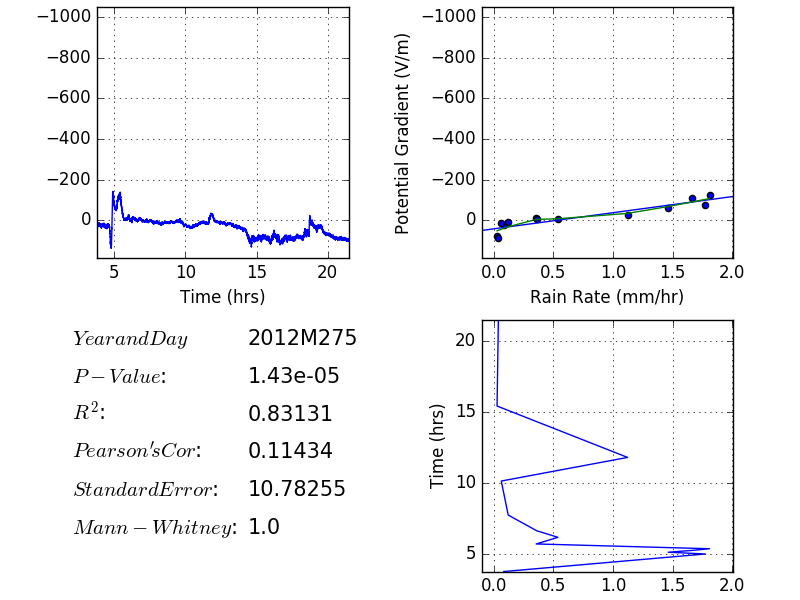 −1000
−800
−600
−400
−200
0
5 10 15 20
Time (hrs)
Potential Gradient (V/m)
−1000
−800
−600
−400
−200
0
0.0 0.5 1.0 1.5 2.0
Rain Rate (mm/hr)
YearandDay 2012M275
P−Value: 1.43e-05
R²: 0.83131
Pearson'sCor: 0.11434
StandardError: 10.78255
Mann−Whitney: 1.0
Time (hrs)
20
15
10
5
0.0 0.5 1.0 1.5 2.0